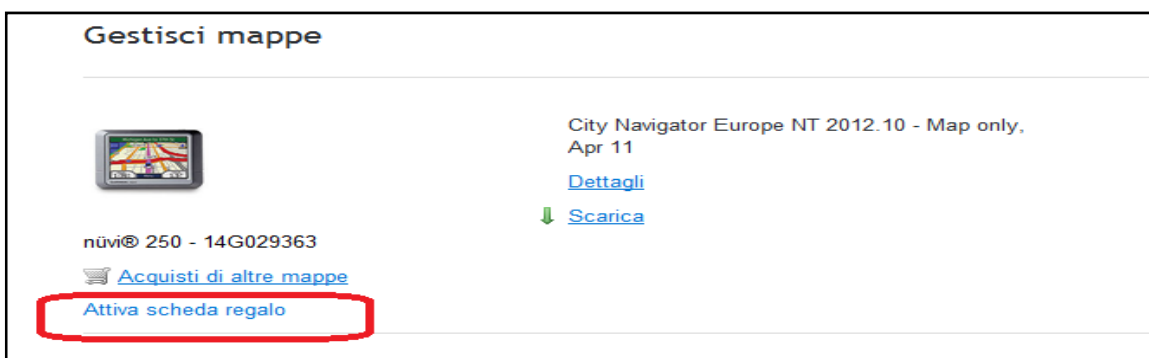 Gestisci mappe
City Navigator Europe NT 2012.10 - Map only,
Apr 11
Dettagli
Scarica
nüvi® 250 - 14G029363
Acquisti di altre mappe
Attiva scheda regalo